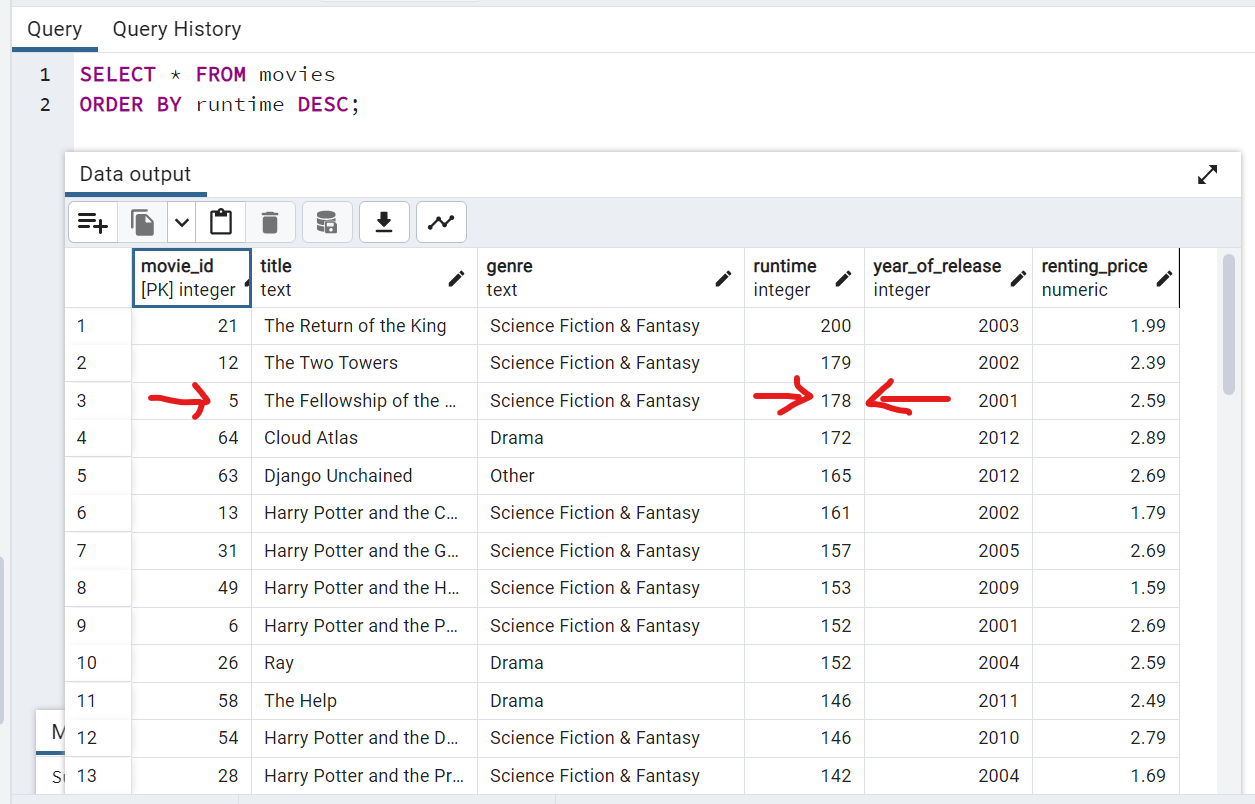 Query Query History
1 SELECT * FROM movies
2 ORDER BY runtime DESC;
Data output
movie_id title genre runtime year_of_release renting_price
[PK] integer text text integer integer numeric
1 21 The Return of the King Science Fiction & Fantasy 200 2003 1.99
2 12 The Two Towers Science Fiction & Fantasy 179 2002 2.39
3 5 The Fellowship of the ... Science Fiction & Fantasy 178 2001 2.59
4 64 Cloud Atlas Drama 172 2012 2.89
5 63 Django Unchained Other 165 2012 2.69
6 13 Harry Potter and the C... Science Fiction & Fantasy 161 2002 1.79
7 31 Harry Potter and the G... Science Fiction & Fantasy 157 2005 2.69
8 49 Harry Potter and the H... Science Fiction & Fantasy 153 2009 1.59
9 6 Harry Potter and the P... Science Fiction & Fantasy 152 2001 2.69
10 26 Ray Drama 152 2004 2.59
11 58 The Help Drama 146 2011 2.49
12 54 Harry Potter and the D... Science Fiction & Fantasy 146 2010 2.79
13 28 Harry Potter and the Pr... Science Fiction & Fantasy 142 2004 1.69